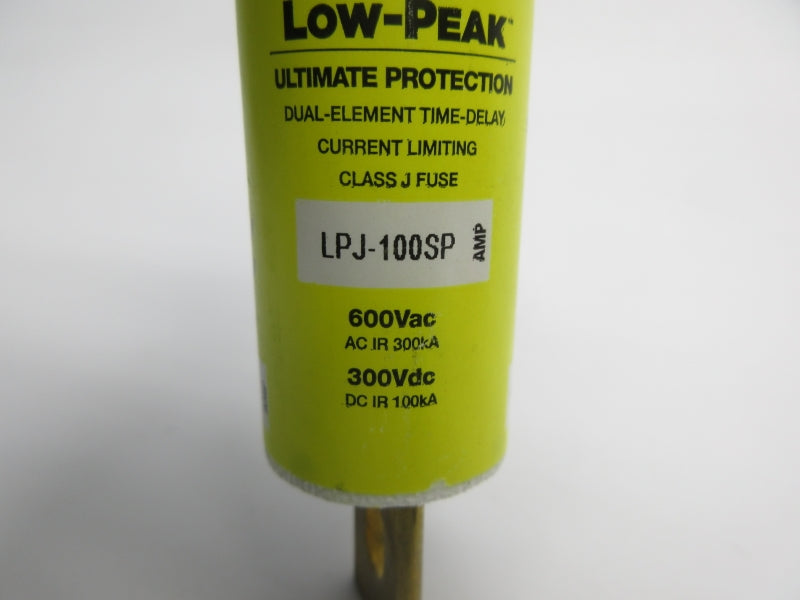 LOW-PEAK™
ULTIMATE PROTECTION
DUAL-ELEMENT TIME-DELAY,
CURRENT LIMITING
CLASS J FUSE
LPJ-100SP AMP
600Vac
AC IR 300kA
300Vdc
DC IR 100kA